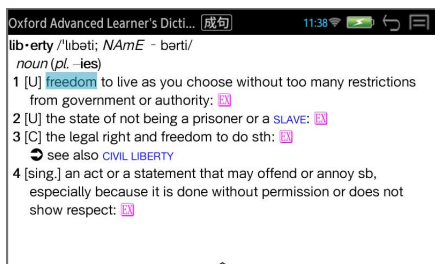 Oxford Advanced Learner's Dicti... 成句 11:38
lib·erty /'lıbəti; NAmE -bərti/
noun (pl. –ies)
1 [U] freedom to live as you choose without too many restrictions
from government or authority: EX
2 [U] the state of not being a prisoner or a SLAVE: EX
3 [C] the legal right and freedom to do sth: EX
➲ see also CIVIL LIBERTY
4 [sing.] an act or a statement that may offend or annoy sb,
especially because it is done without permission or does not
show respect: EX